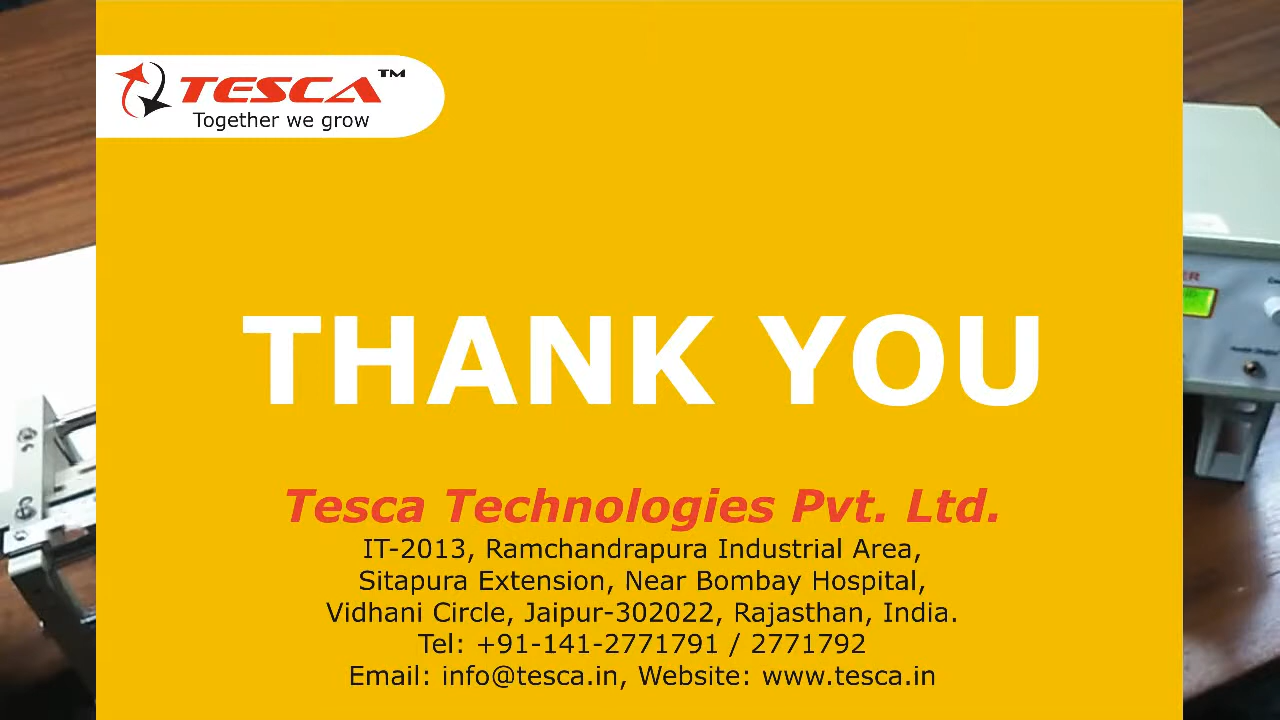 TESCA™
Together we grow
THANK YOU
Tesca Technologies Pvt. Ltd.
IT-2013, Ramchandrapura Industrial Area,
Sitapura Extension, Near Bombay Hospital,
Vidhani Circle, Jaipur-302022, Rajasthan, India.
Tel: +91-141-2771791 / 2771792
Email: info@tesca.in, Website: www.tesca.in